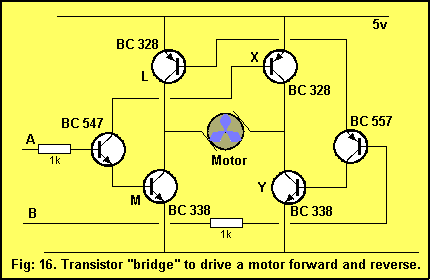 5v
BC 328
L
X
BC 328
BC 547
BC 557
A
1k
Motor
M
Y
BC 338
BC 338
B
1k
Fig: 16. Transistor "bridge" to drive a motor forward and reverse.